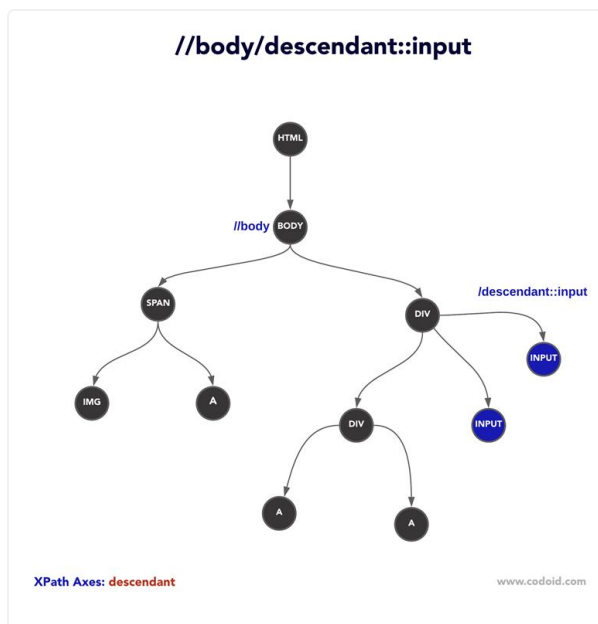 //body/descendant::input
HTML
//body
BODY
/descendant::input
SPAN
DIV
INPUT
IMG
A
DIV
INPUT
A
A
XPath Axes: descendant
www.codoid.com